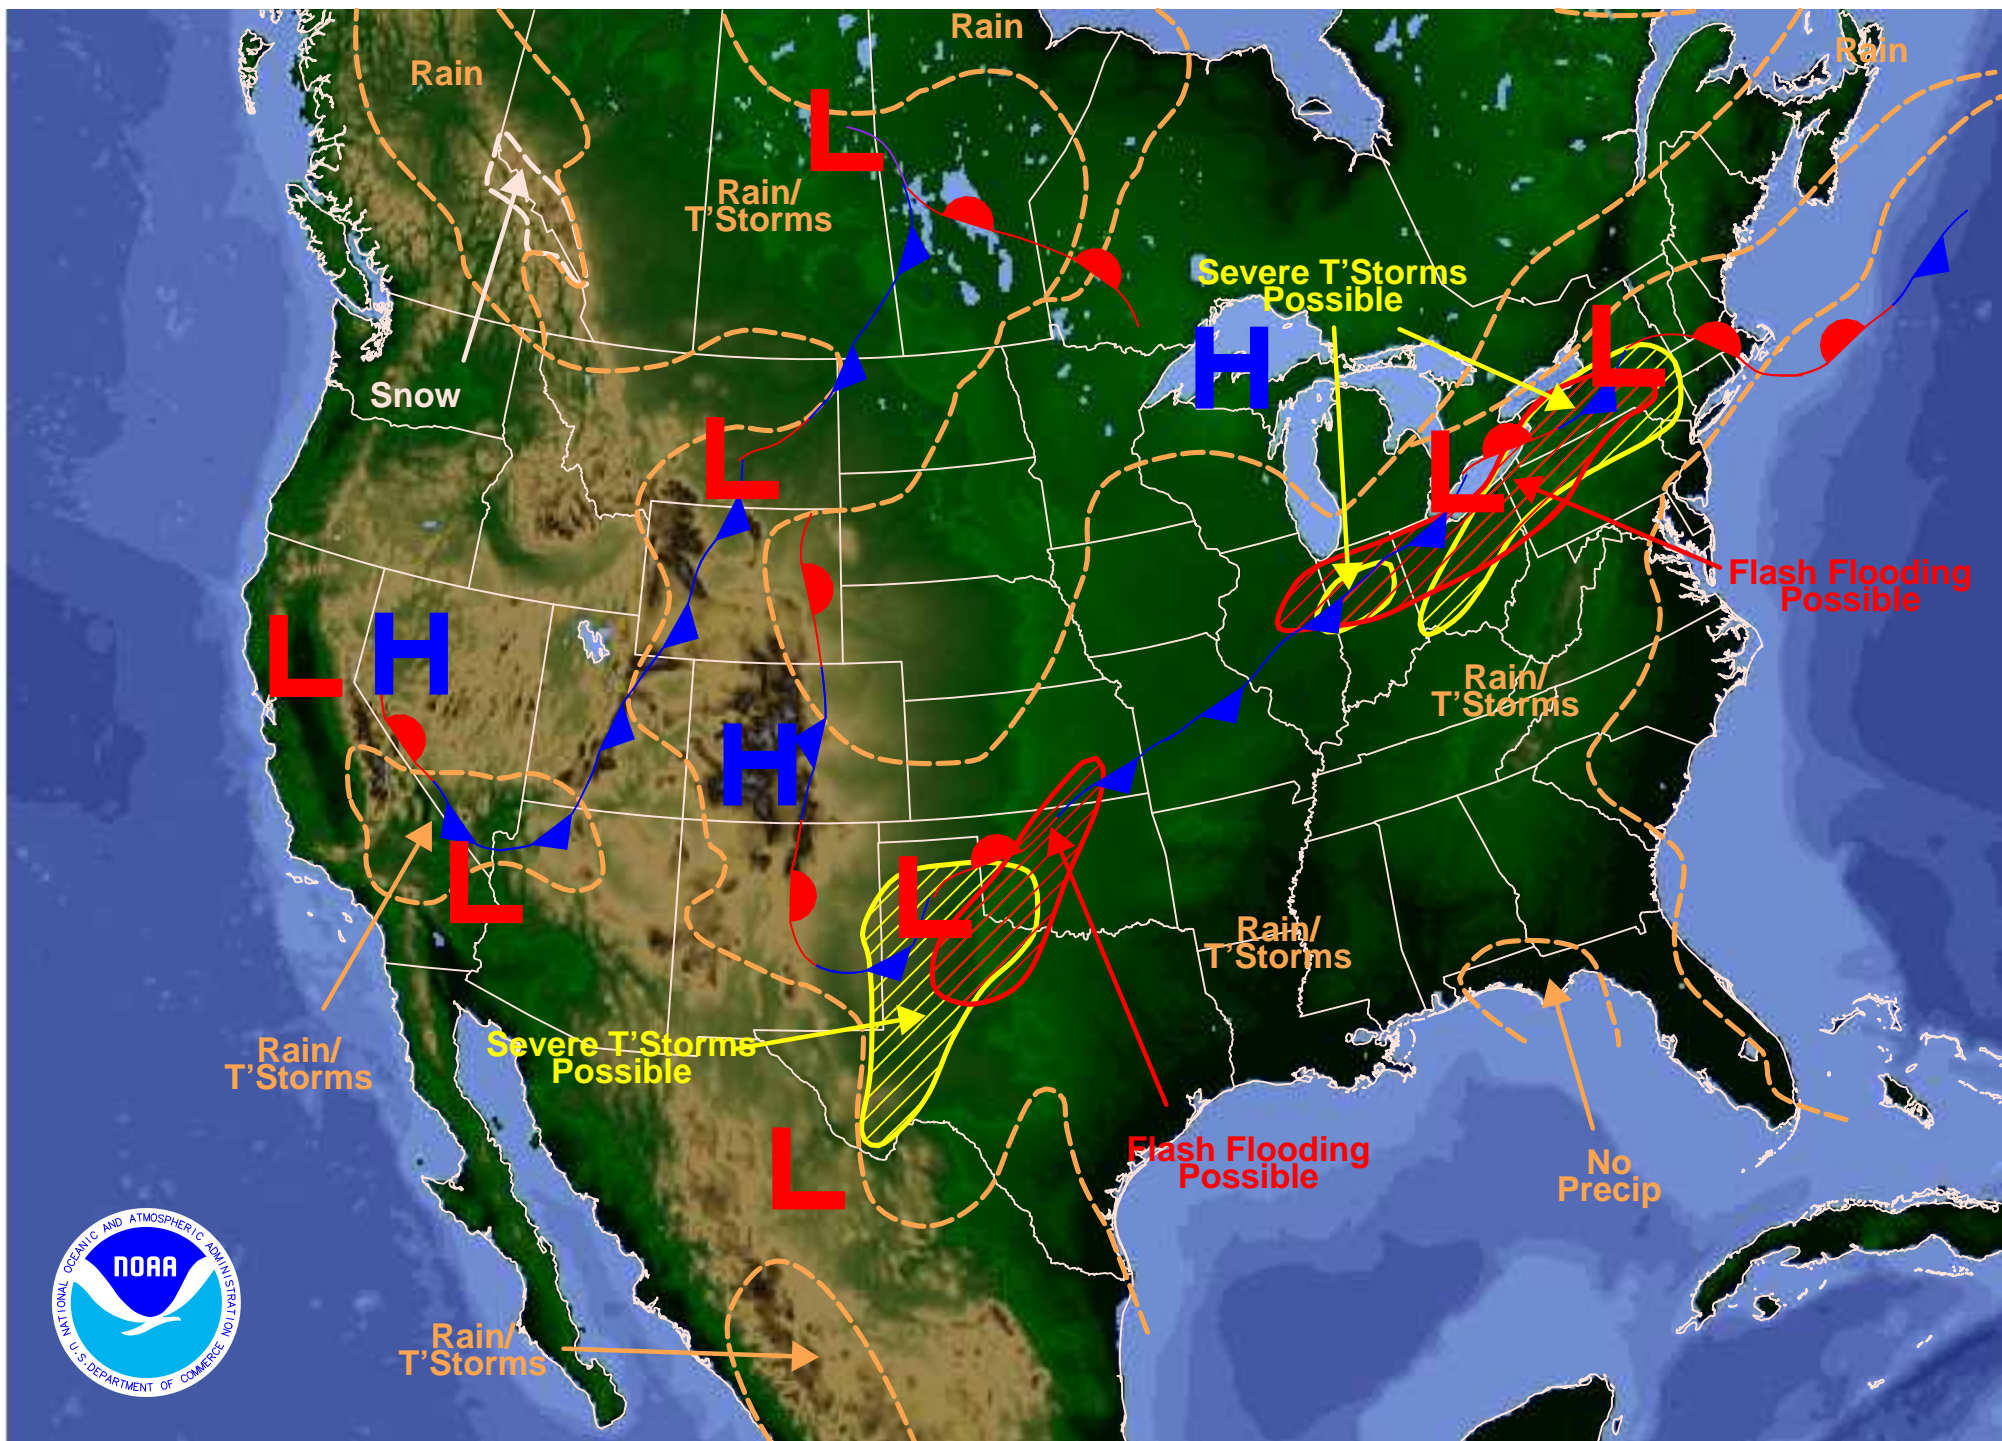 Rain
Rain
Rain
L
Rain/
T'Storms
Severe T'Storms
Possible
H
L
Snow
L
L
Flash Flooding
Possible
L
H
Rain/
T'Storms
H
L
L
Rain/
T'Storms
Rain/
T'Storms
Severe T'Storms
Possible
L
Flash Flooding
Possible
No
Precip
NATIONAL OCEANIC AND ATMOSPHERIC ADMINISTRATION
NOAA
U.S. DEPARTMENT OF COMMERCE
Rain/
T'Storms